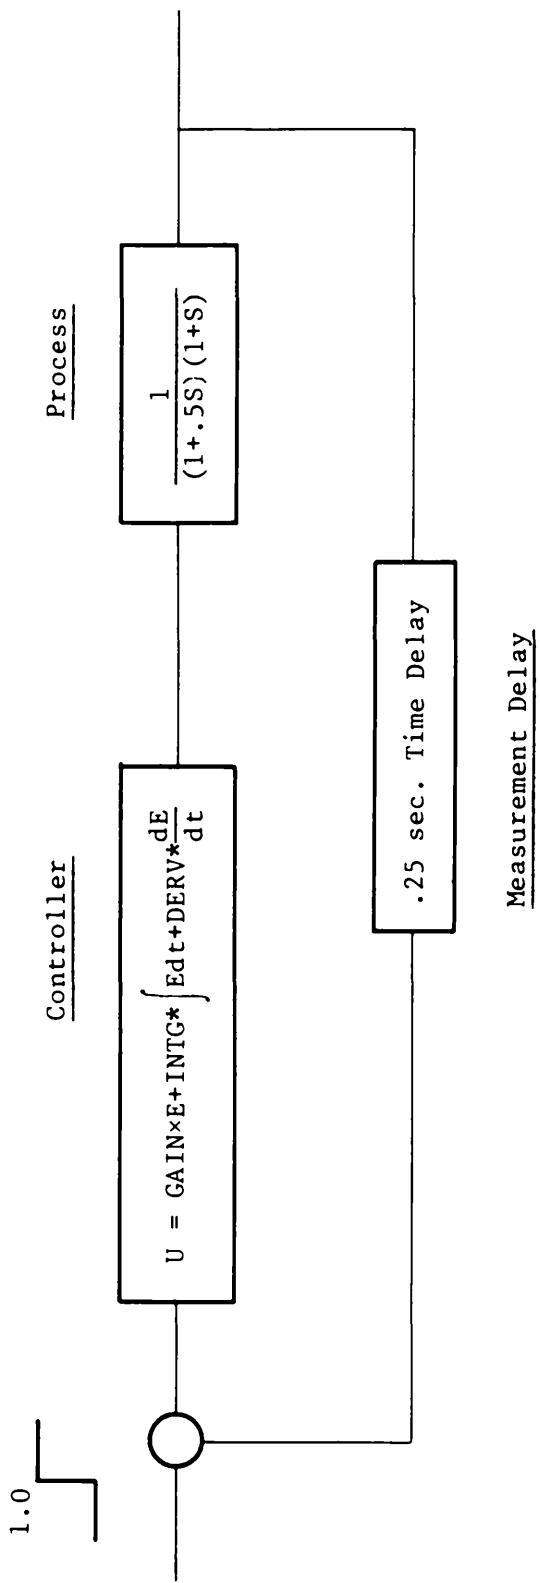 1.0
Controller
U = GAIN×E+INTG*∫Edt+DERV*dE/dt
Process
1
(1+.5S)(1+S)
.25 sec. Time Delay
Measurement Delay